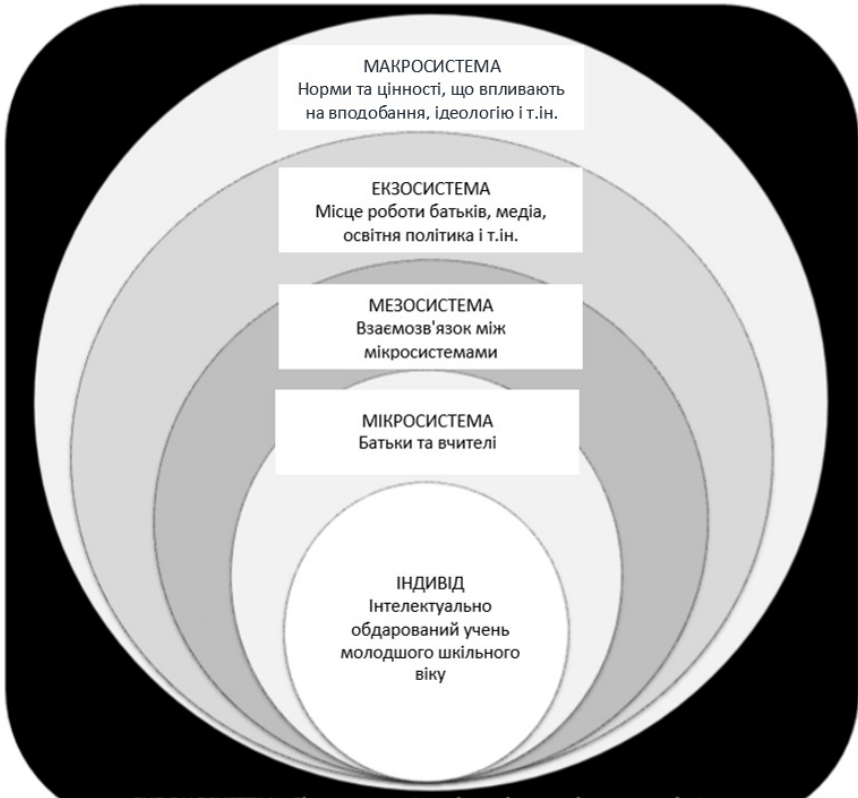 МАКРОСИСТЕМА
Норми та цінності, що впливають
на вподобання, ідеологію і т.ін.
ЕКЗОСИСТЕМА
Місце роботи батьків, медіа,
освітня політика і т.ін.
МЕЗОСИСТЕМА
Взаємозв'язок між
мікросистемами
МІКРОСИСТЕМА
Батьки та вчителі
ІНДИВІД
Інтелектуально
обдарований учень
молодшого шкільного
віку